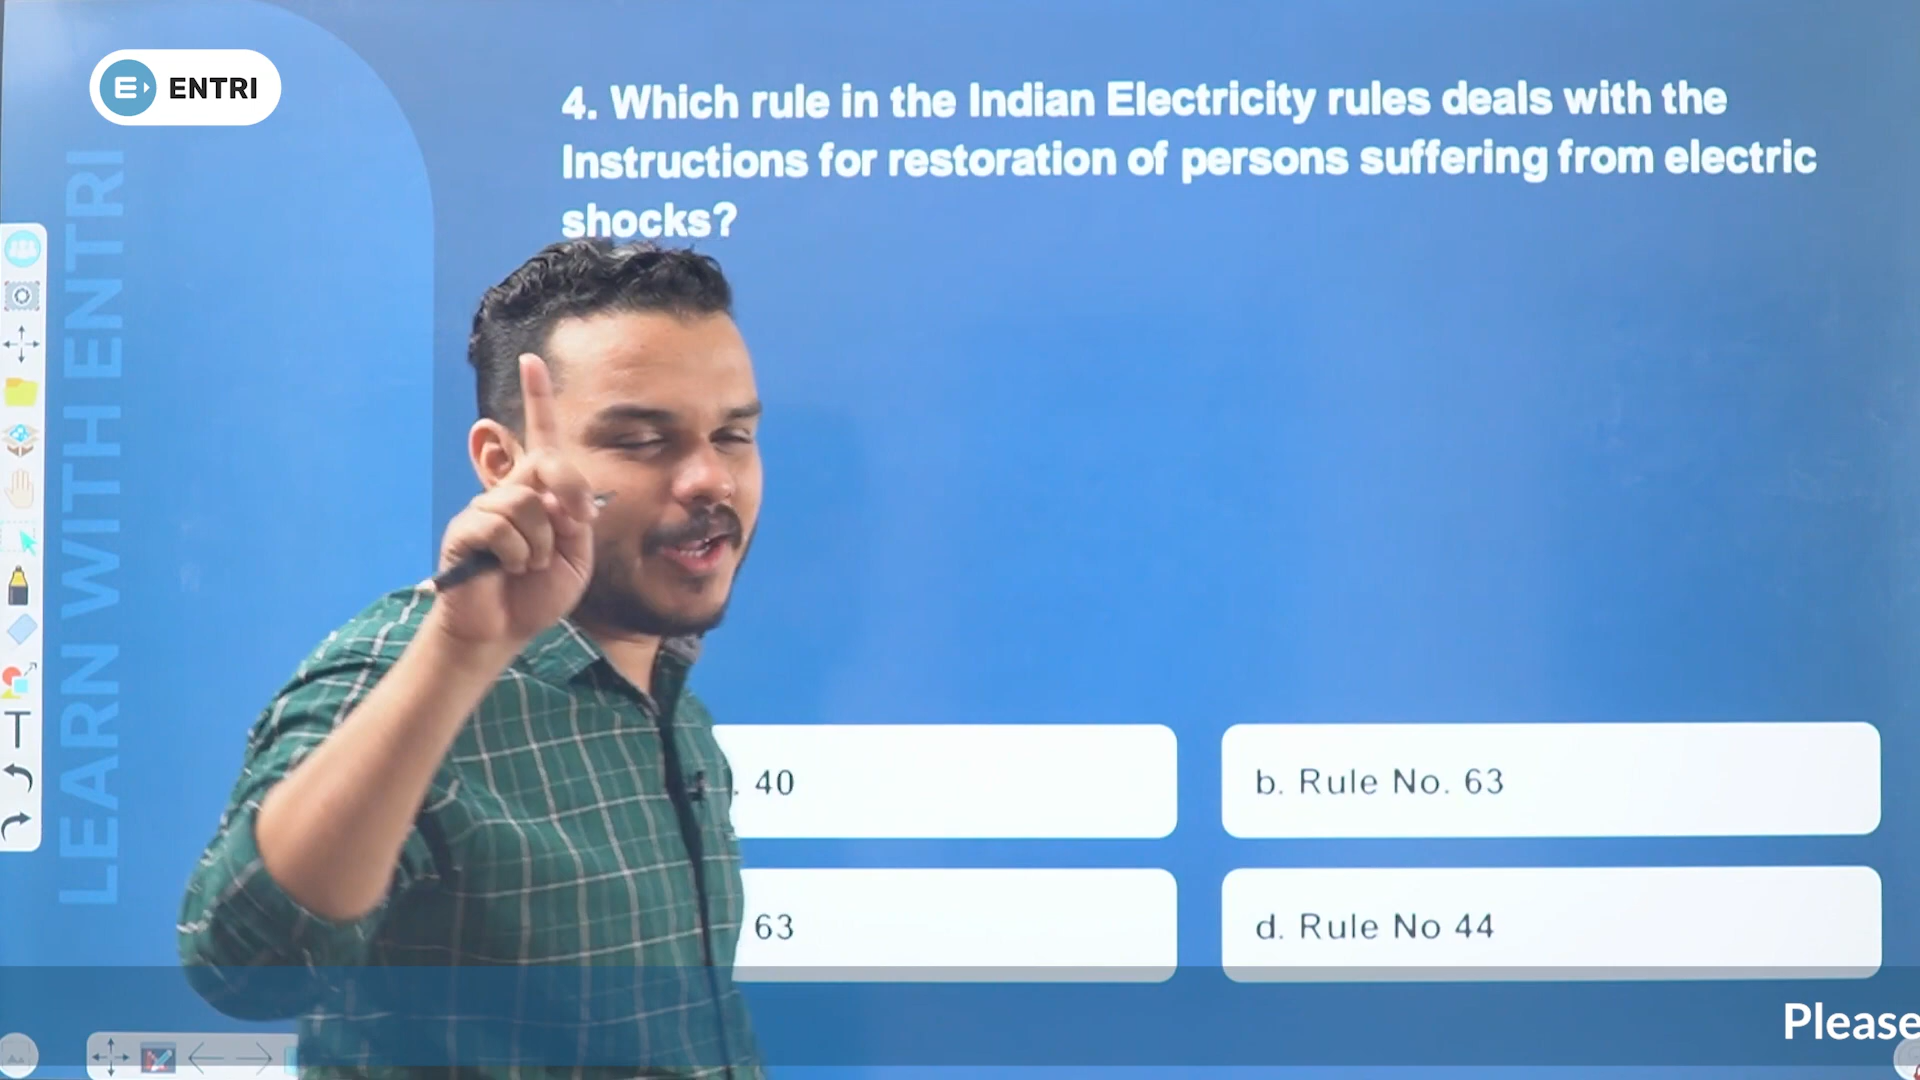 ENTRI
LEARN WITH ENTRI
4. Which rule in the Indian Electricity rules deals with the
Instructions for restoration of persons suffering from electric
shocks?
. 40
b. Rule No. 63
63
d. Rule No 44
T
Please